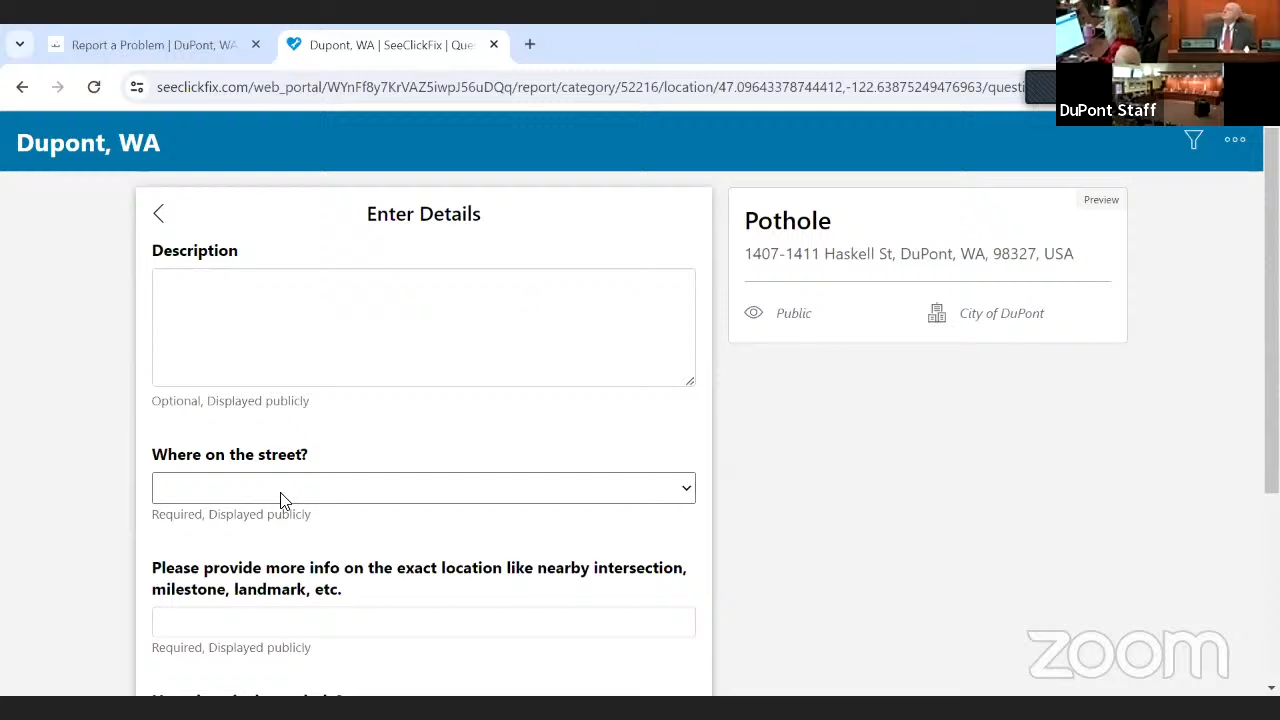 Report a Problem | DuPont, WA
Dupont, WA | SeeClickFix | Que
seeclickfix.com/web_portal/WYnFf8y7KrVAZ5iwpJ56uDQq/report/category/52216/location/47.09643378744412,-122.63875249476963/questi
DuPont Staff
Dupont, WA
Enter Details
Description
Optional, Displayed publicly
Where on the street?
Required, Displayed publicly
Please provide more info on the exact location like nearby intersection,
milestone, landmark, etc.
Required, Displayed publicly
Preview
Pothole
1407-1411 Haskell St, DuPont, WA, 98327, USA
Public
City of DuPont
zoom